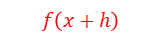 f(x + h)